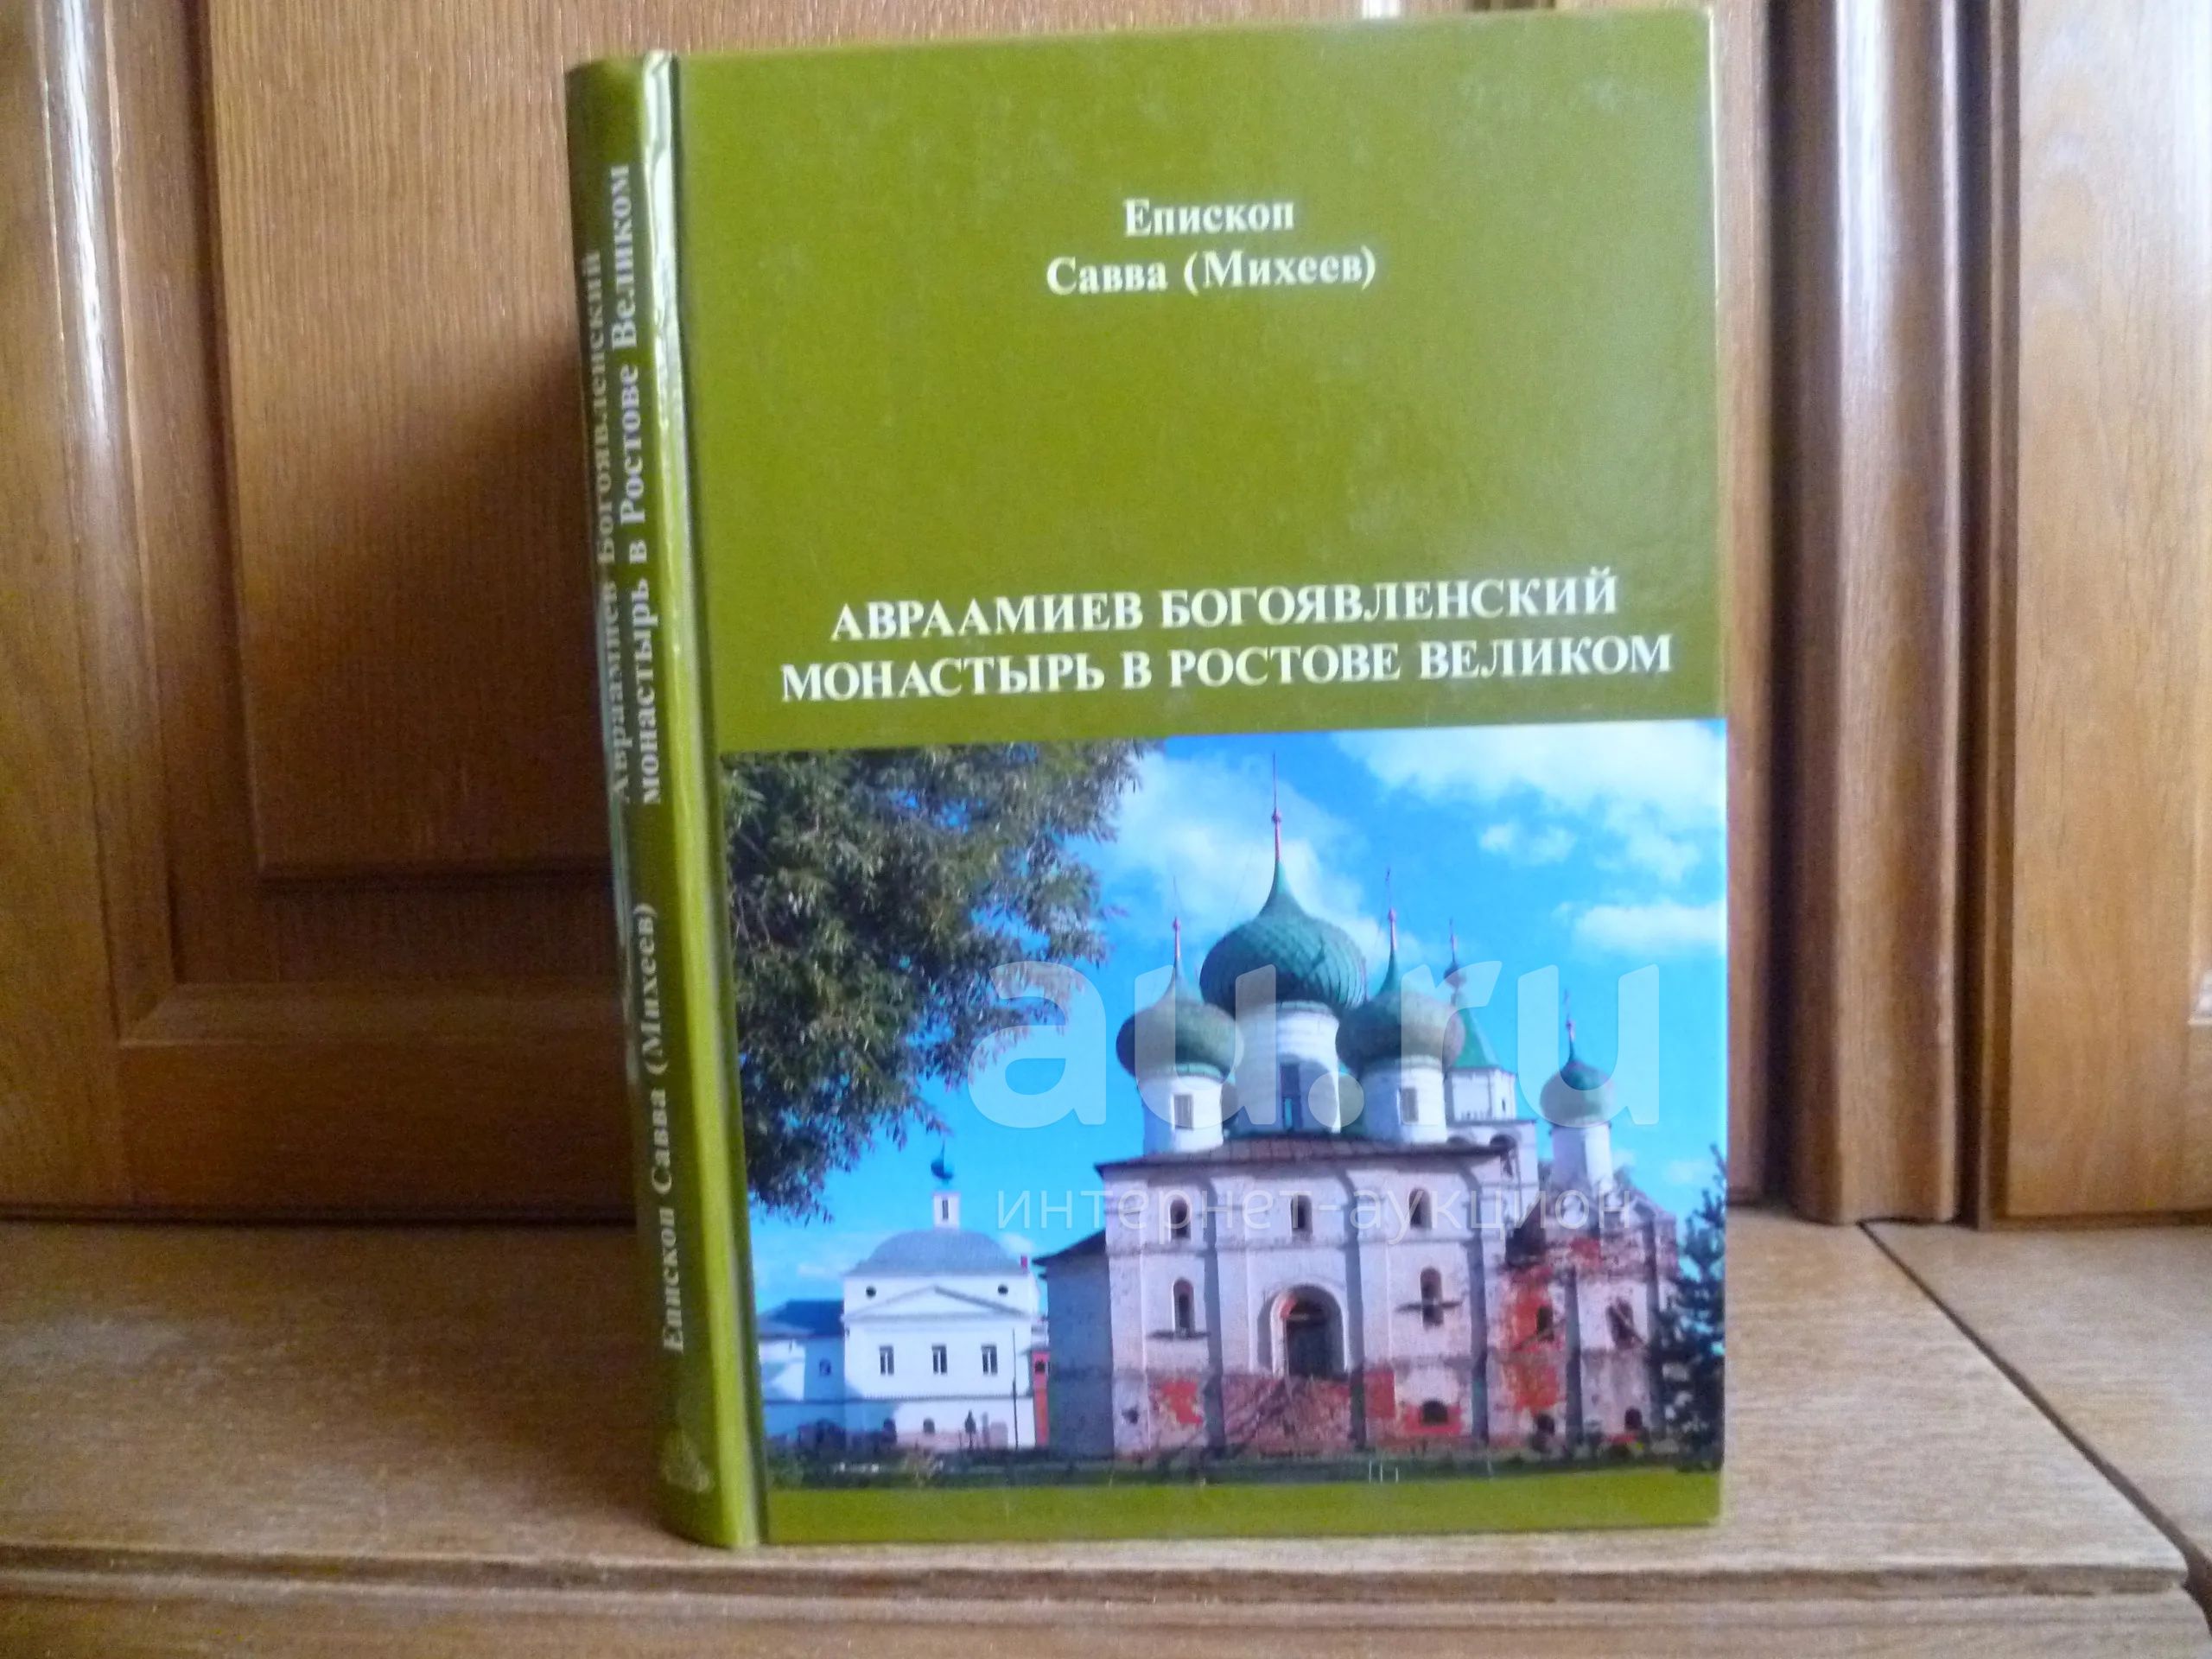 Епископ
Савва (Михеев)
АВРААМИЕВ БОГОЯВЛЕНСКИЙ
МОНАСТЫРЬ В РОСТОВЕ ВЕЛИКОМ
Авраамиев Богоявленский
монастырь в Ростове Великом
Епископ Савва (Михеев)
au.ru
интернет-аукцион